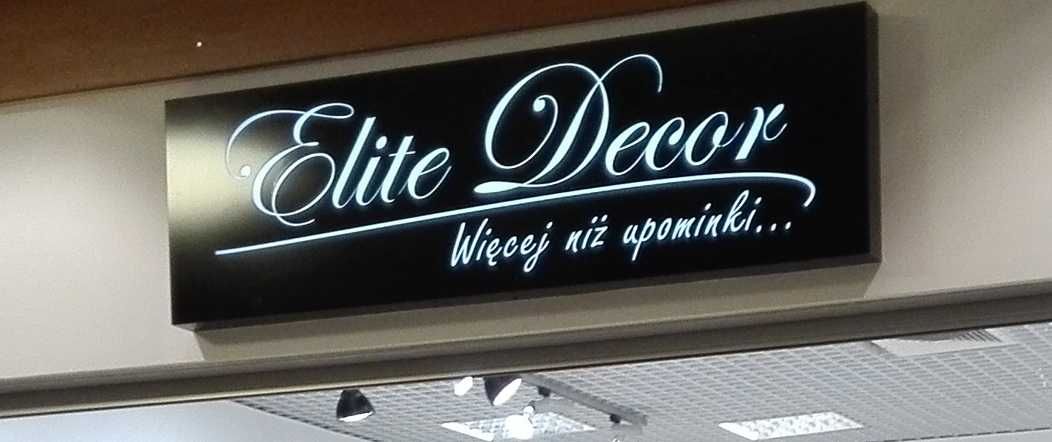 Elite Decor
Więcej niż upominki...